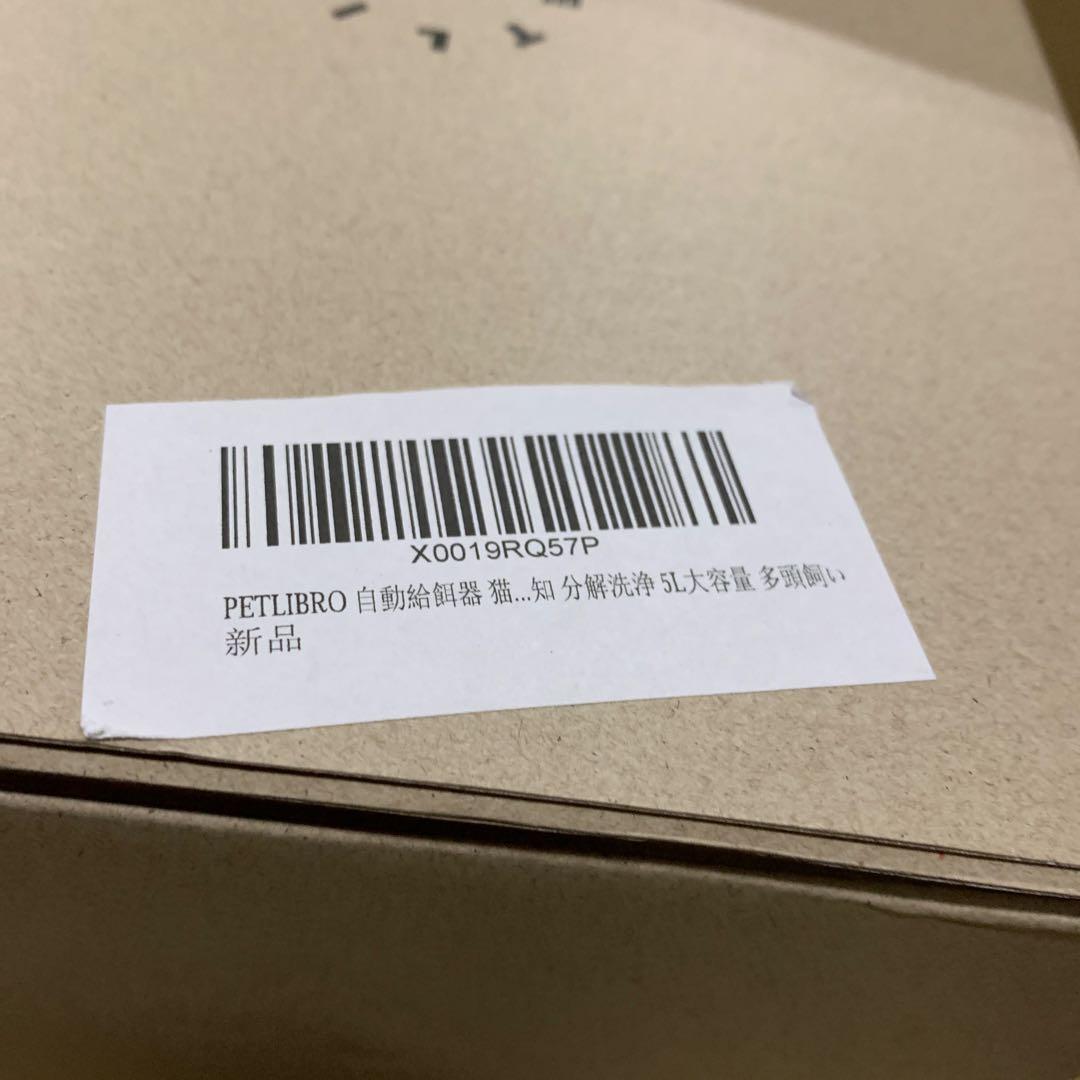 X0019RQ57P
PETLIBRO 自動給餌器 猫...知 分解洗浄 5L大容量 多頭飼い
新品